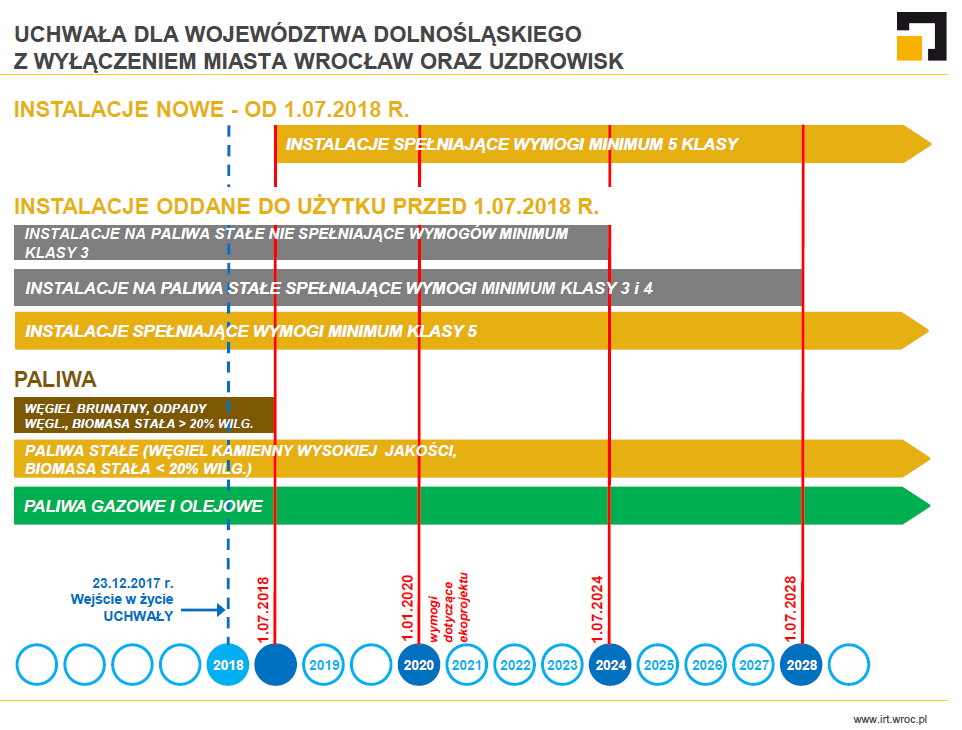 UCHWAŁA DLA WOJEWÓDZTWA DOLNOŚLĄSKIEGO
Z WYŁĄCZENIEM MIASTA WROCŁAW ORAZ UZDROWISK
INSTALACJE NOWE - OD 1.07.2018 R.
INSTALACJE SPEŁNIAJĄCE WYMOGI MINIMUM 5 KLASY
INSTALACJE ODDANE DO UŻYTKU PRZED 1.07.2018 R.
INSTALACJE NA PALIWA STAŁE NIE SPEŁNIAJĄCE WYMOGÓW MINIMUM
KLASY 3
INSTALACJE NA PALIWA STAŁE SPEŁNIAJĄCE WYMOGI MINIMUM KLASY 3 i 4
INSTALACJE SPEŁNIAJĄCE WYMOGI MINIMUM KLASY 5
PALIWA
WĘGIEL BRUNATNY, ODPADY
WĘGL., BIOMASA STAŁA > 20% WILG.
PALIWA STAŁE (WĘGIEL KAMIENNY WYSOKIEJ JAKOŚCI,
BIOMASA STAŁA < 20% WILG.)
PALIWA GAZOWE I OLEJOWE
23.12.2017 r.
Wejście w życie
UCHWAŁY
1.07.2018
1.01.2020
wymogi
dotyczące
ekoprojektu
1.07.2024
1.07.2028
2018 2019 2020 2021 2022 2023 2024 2025 2026 2027 2028
www.irt.wroc.pl